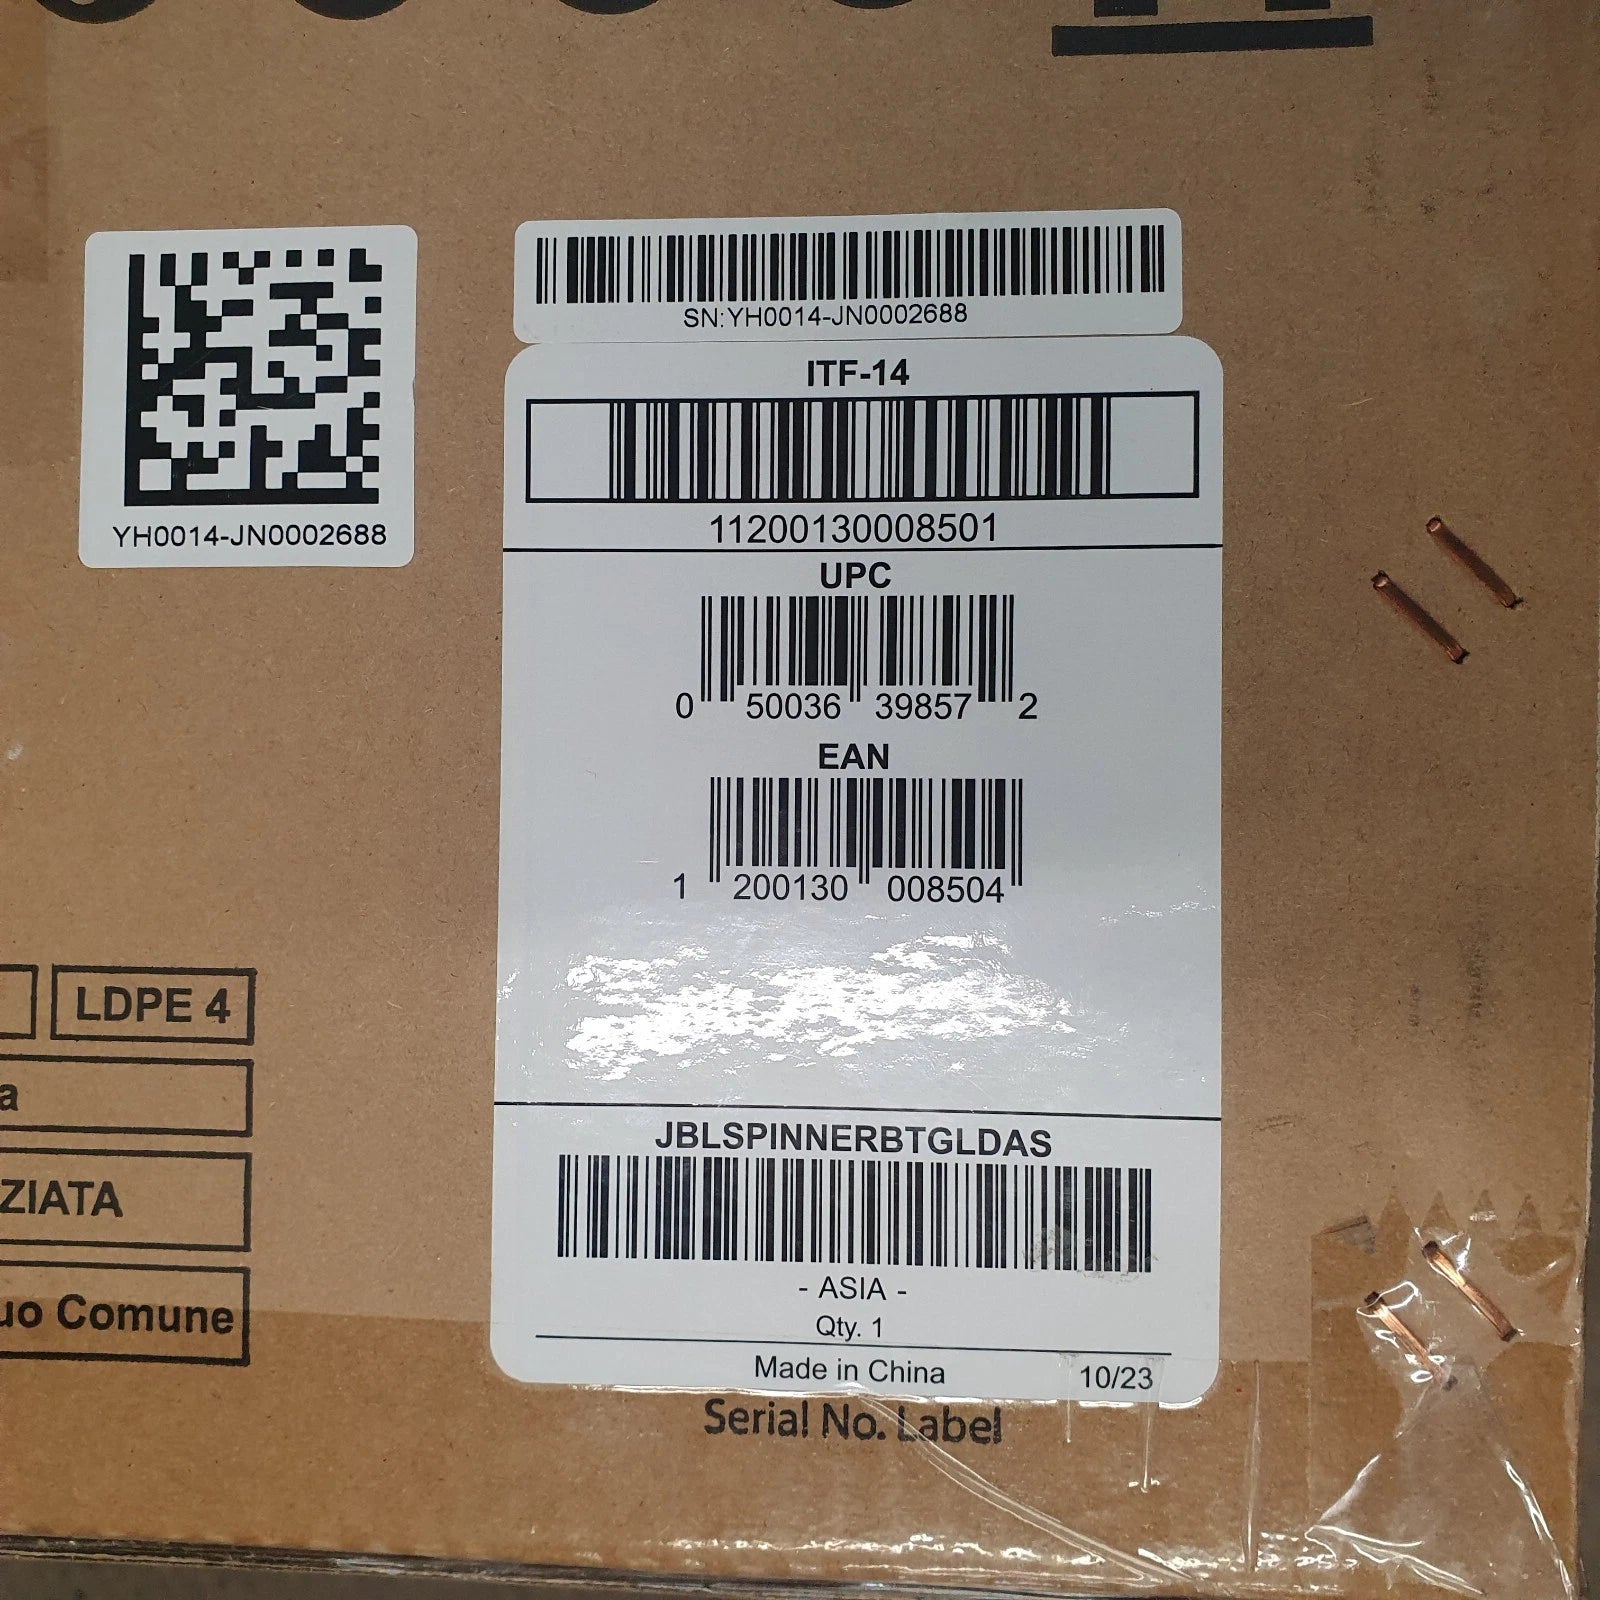 SN:YH0014-JN0002688
YH0014-JN0002688
ITF-14
11200130008501
UPC
0 50036 39857 2
EAN
1 200130 008504
JBLSPINNERBTGLDAS
- ASIA -
Qty. 1
Made in China 10/23
Serial No. Label
LDPE 4
a
ZIATA
uo Comune